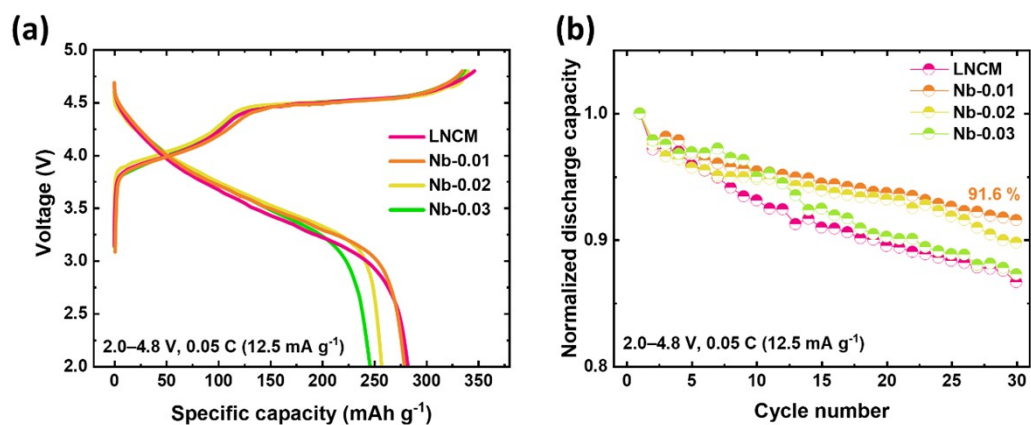 (a)
5.0
4.5
4.0
3.5
3.0
2.5
2.0
Voltage (V)
LNCM
Nb-0.01
Nb-0.02
Nb-0.03
2.0–4.8 V, 0.05 C (12.5 mA g⁻¹)
0 50 100 150 200 250 300 350
Specific capacity (mAh g⁻¹)
(b)
1.0
0.9
0.8
Normalized discharge capacity
LNCM
Nb-0.01
Nb-0.02
Nb-0.03
91.6 %
2.0–4.8 V, 0.05 C (12.5 mA g⁻¹)
0 5 10 15 20 25 30
Cycle number